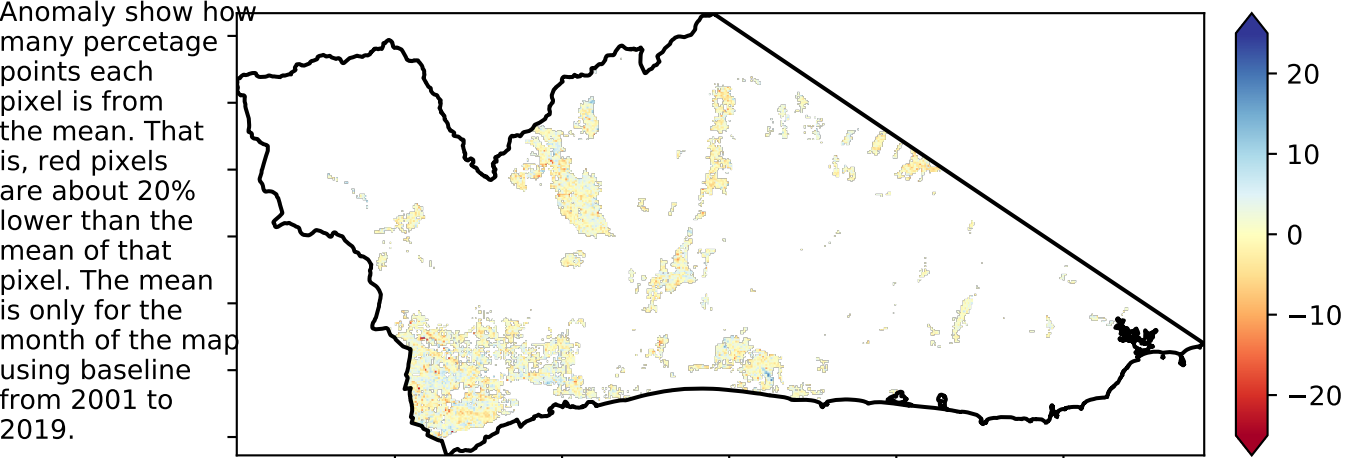 Anomaly show how
many percetage
points each
pixel is from
the mean. That
is, red pixels
are about 20%
lower than the
mean of that
pixel. The mean
is only for the
month of the map
using baseline
from 2001 to
2019.
20
10
0
−10
−20